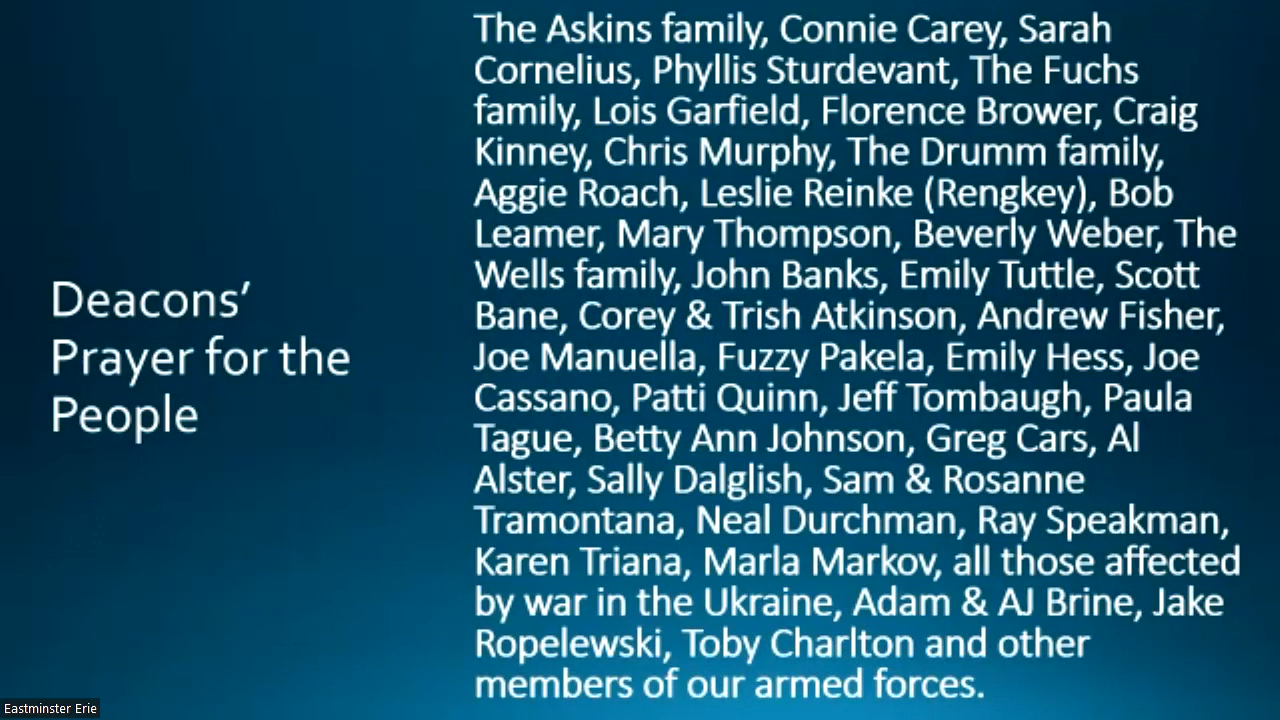 Deacons’
Prayer for the
People
The Askins family, Connie Carey, Sarah
Cornelius, Phyllis Sturdevant, The Fuchs
family, Lois Garfield, Florence Brower, Craig
Kinney, Chris Murphy, The Drumm family,
Aggie Roach, Leslie Reinke (Rengkey), Bob
Leamer, Mary Thompson, Beverly Weber, The
Wells family, John Banks, Emily Tuttle, Scott
Bane, Corey & Trish Atkinson, Andrew Fisher,
Joe Manuella, Fuzzy Pakela, Emily Hess, Joe
Cassano, Patti Quinn, Jeff Tombaugh, Paula
Tague, Betty Ann Johnson, Greg Cars, Al
Alster, Sally Dalglish, Sam & Rosanne
Tramontana, Neal Durchman, Ray Speakman,
Karen Triana, Marla Markov, all those affected
by war in the Ukraine, Adam & AJ Brine, Jake
Ropelewski, Toby Charlton and other
members of our armed forces.
Eastminster Erie